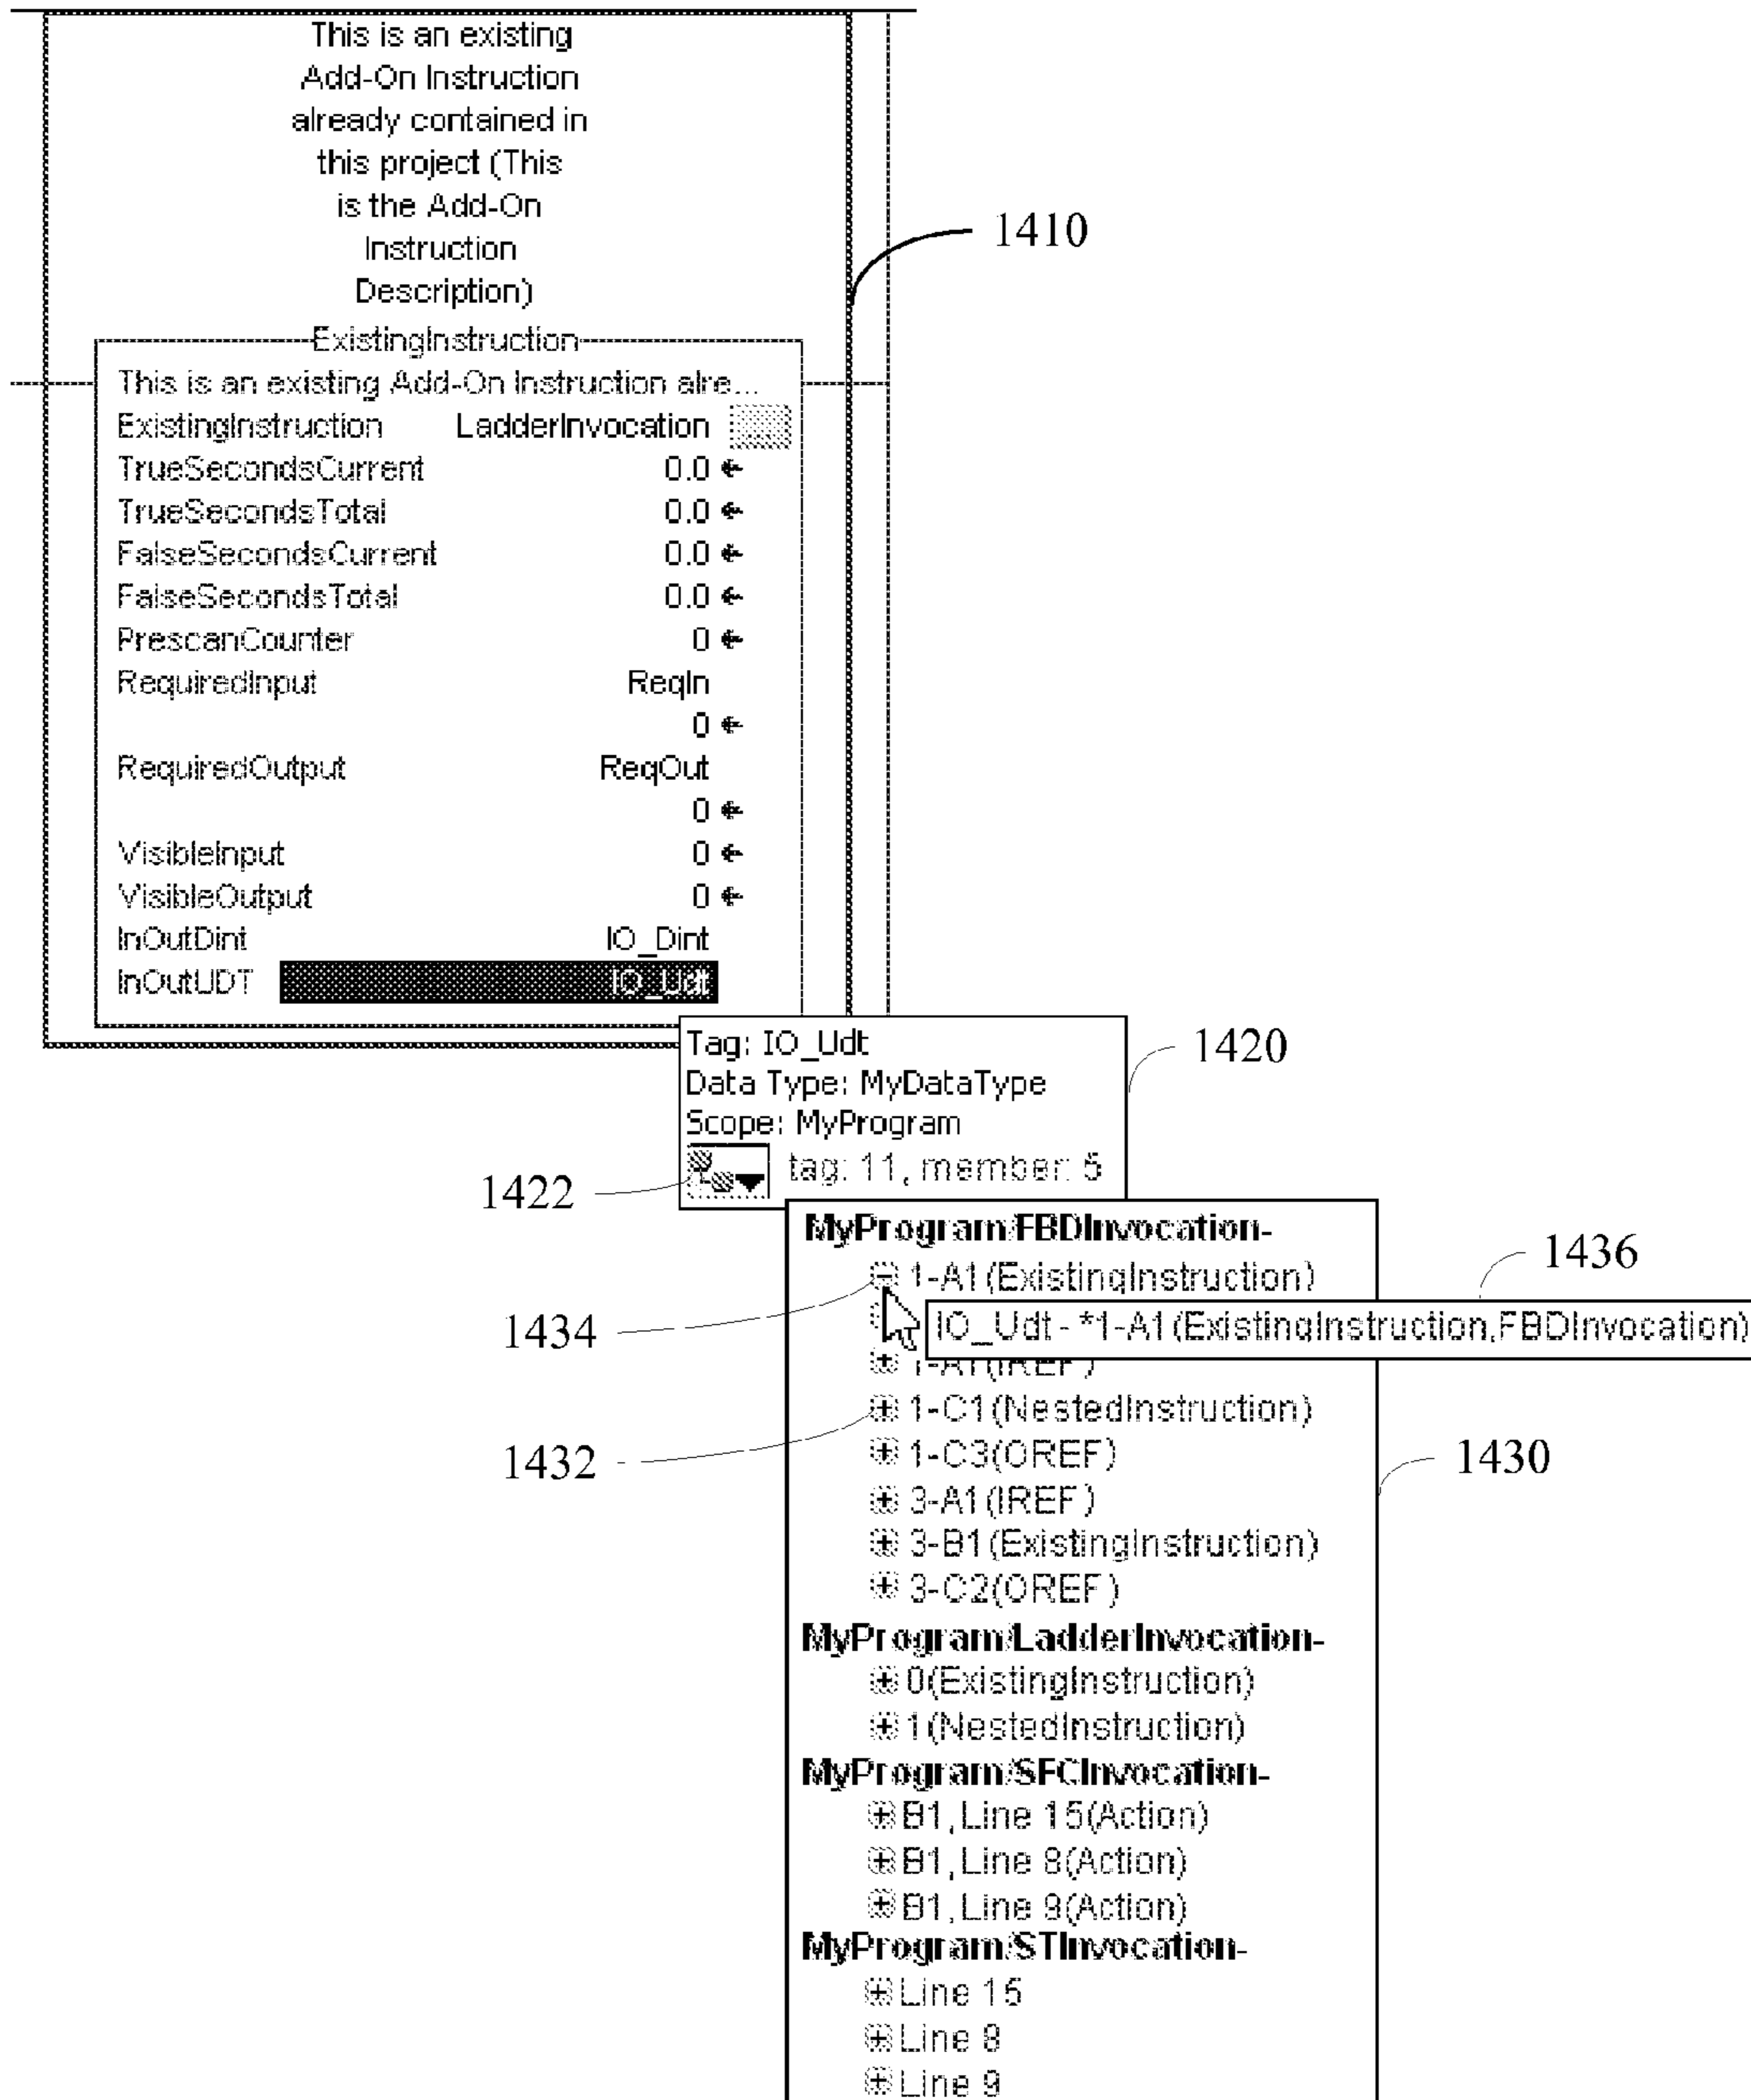 This is an existing
Add-On Instruction
already contained in
this project (This
is the Add-On
Instruction
Description)
1410
ExistingInstruction
This is an existing Add-On Instruction alre...
ExistingInstruction LadderInvocation ...
TrueSecondsCurrent 0.0
TrueSecondsTotal 0.0
FalseSecondsCurrent 0.0
FalseSecondsTotal 0.0
PrescanCounter 0
RequiredInput ReqIn
0
RequiredOutput ReqOut
0
VisibleInput 0
VisibleOutput 0
InOutDint IO_Dint
InOutUDT IO_Udt
Tag: IO_Udt
Data Type: MyDataType
Scope: MyProgram
tag: 11, member: 5
1420
1422
MyProgram/FBDInvocation-
1-A1(ExistingInstruction)
1436
IO_Udt - *1-A1(ExistingInstruction,FBDInvocation)
1434
1-A1(IREF)
1-C1(NestedInstruction)
1432
1-C3(OREF)
1430
3-A1(IREF)
3-B1(ExistingInstruction)
3-C2(OREF)
MyProgram/LadderInvocation-
0(ExistingInstruction)
1(NestedInstruction)
MyProgram/SFCInvocation-
B1,Line 15(Action)
B1,Line 8(Action)
B1,Line 9(Action)
MyProgram/STInvocation-
Line 15
Line 8
Line 9